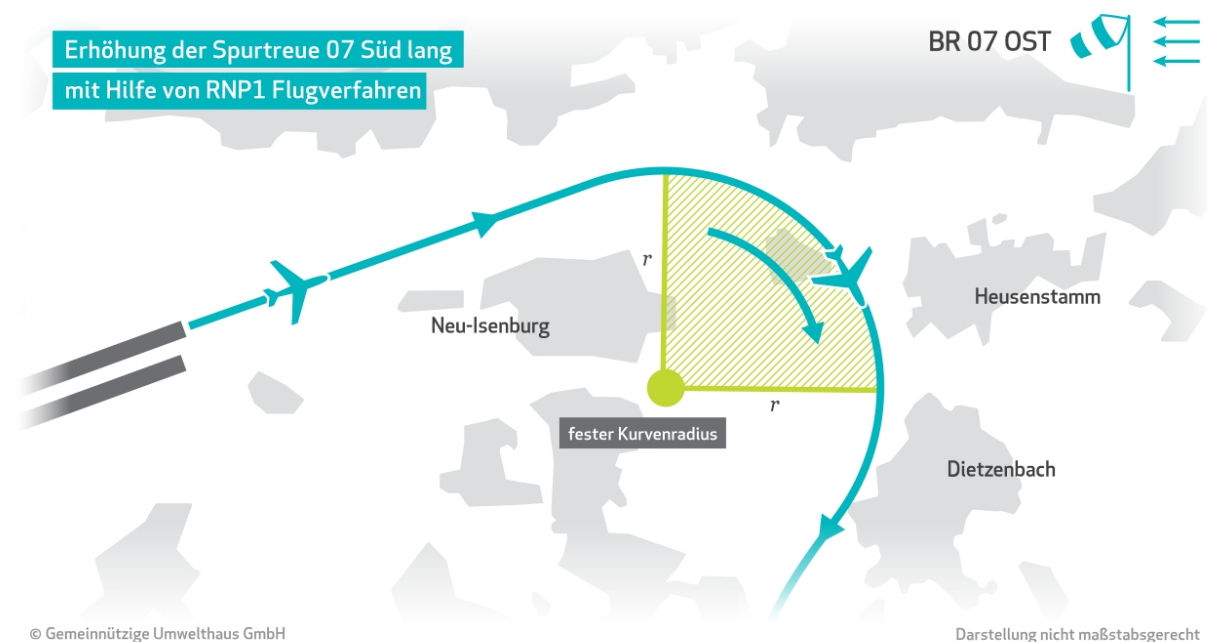 Erhöhung der Spurtreue 07 Süd lang
mit Hilfe von RNP1 Flugverfahren
BR 07 OST
r
Neu-Isenburg
Heusenstamm
r
fester Kurvenradius
Dietzenbach
© Gemeinnützige Umwelthaus GmbH
Darstellung nicht maßstabsgerecht